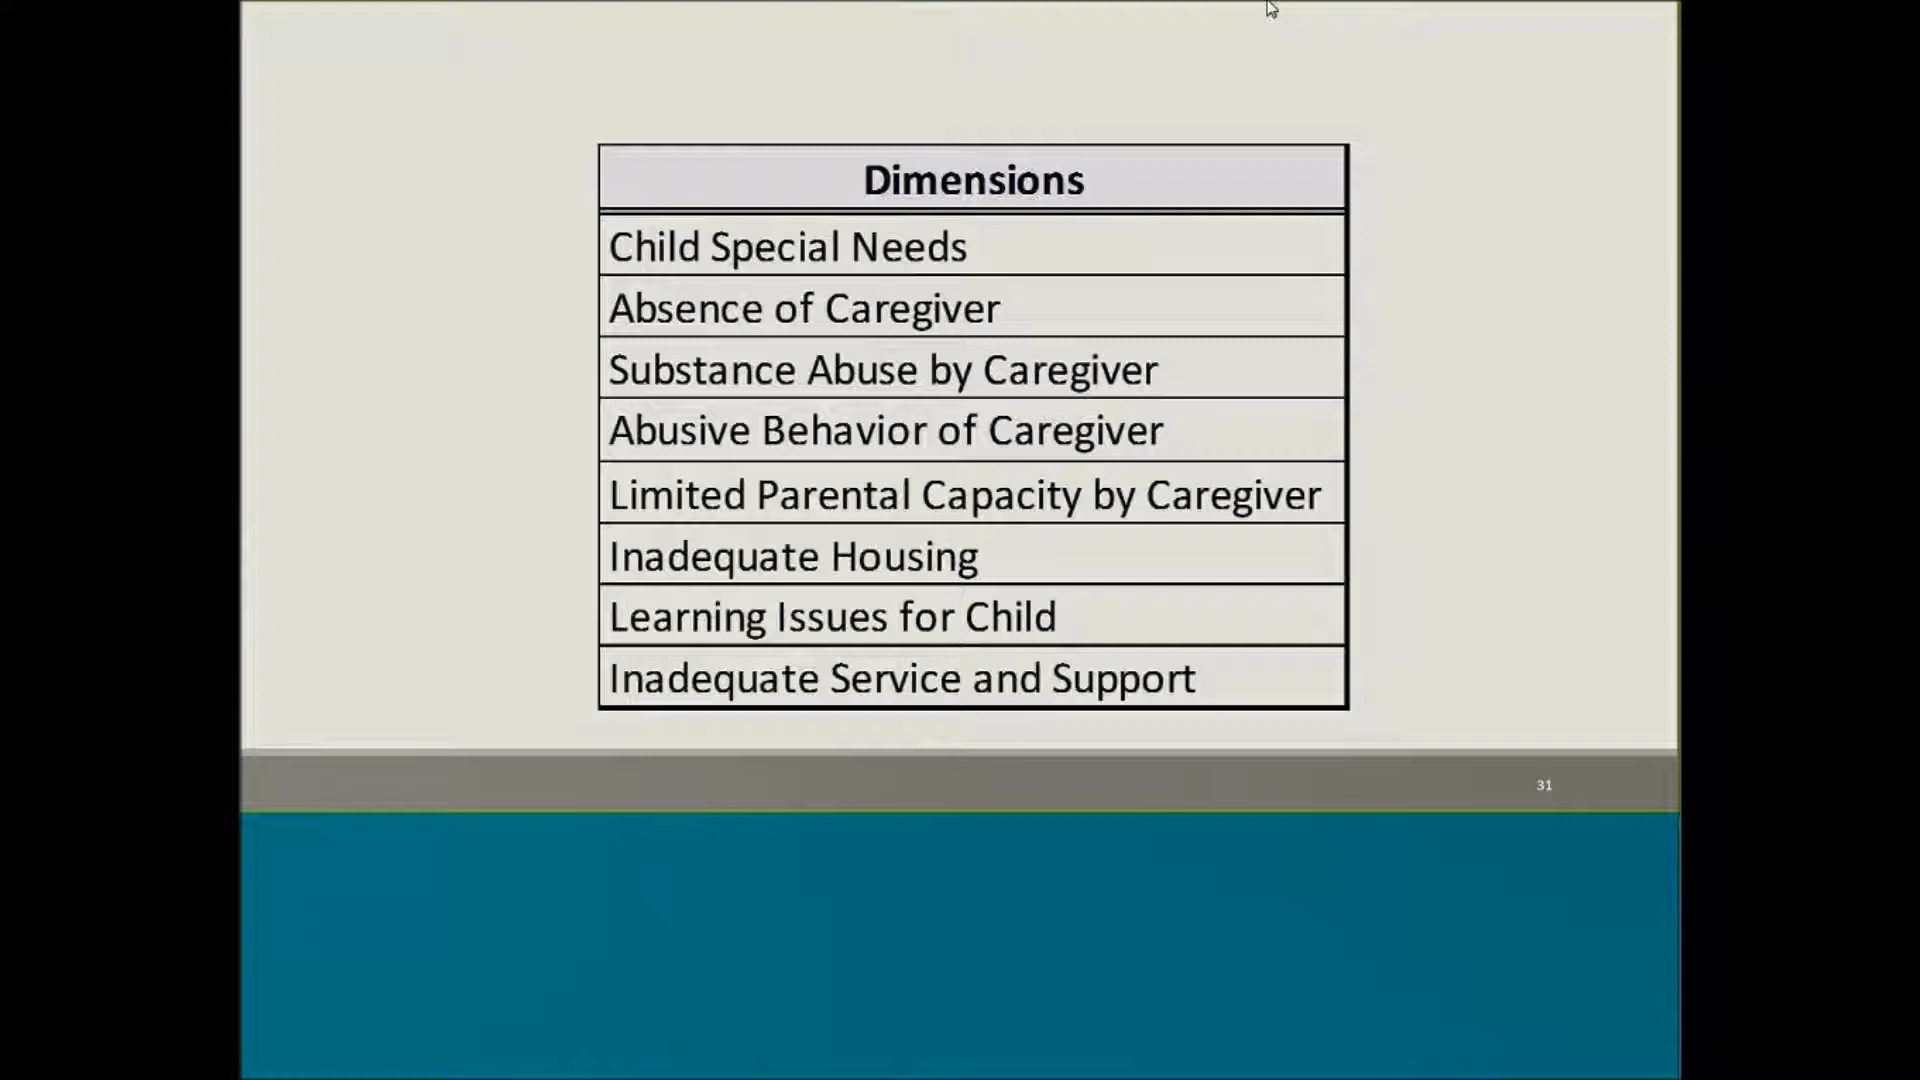 Dimensions
Child Special Needs
Absence of Caregiver
Substance Abuse by Caregiver
Abusive Behavior of Caregiver
Limited Parental Capacity by Caregiver
Inadequate Housing
Learning Issues for Child
Inadequate Service and Support
31